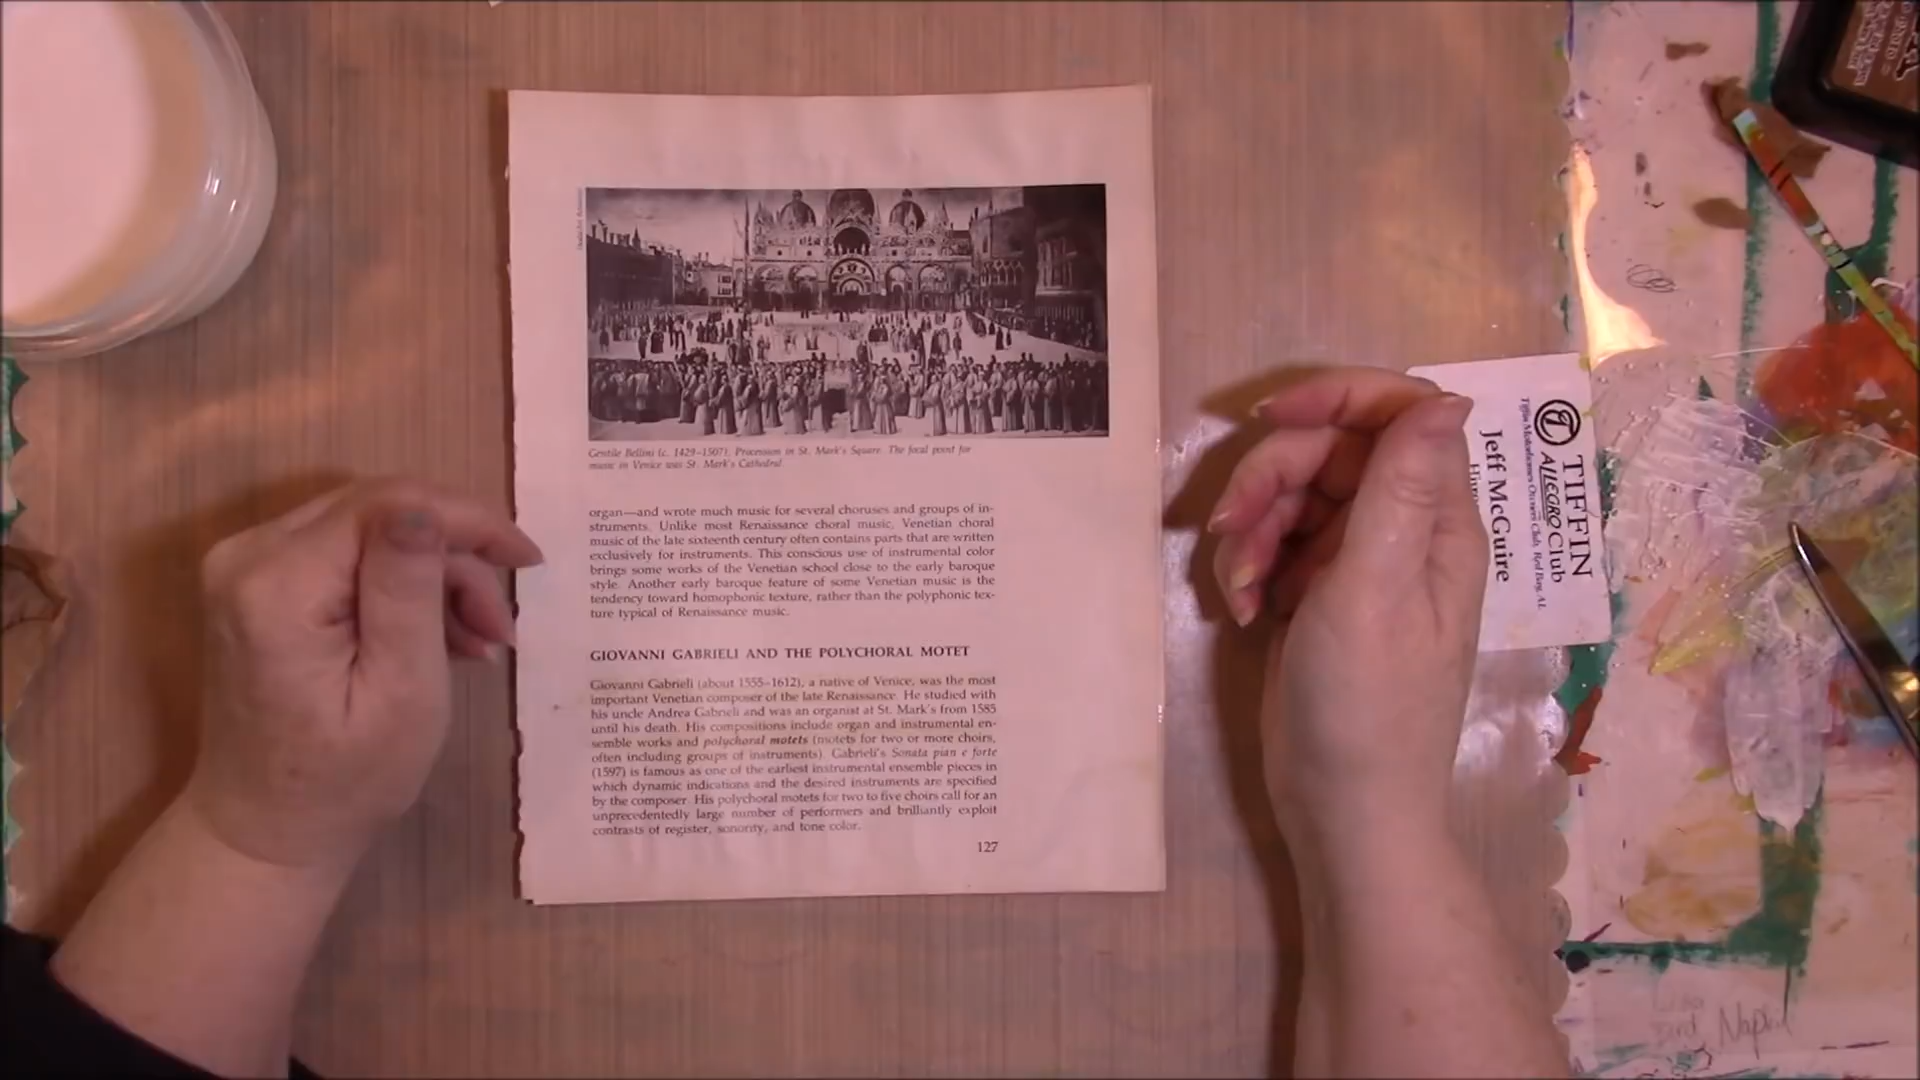 Gentile Bellini (c. 1429–1507), Procession in St. Mark's Square. The focal point for
music in Venice was St. Mark's Cathedral
organ—and wrote much music for several choruses and groups of in-
struments. Unlike most Renaissance choral music, Venetian choral
music of the late sixteenth century often contains parts that are written
exclusively for instruments. This conscious use of instrumental color
brings some works of the Venetian school close to the early baroque
style. Another early baroque feature of some Venetian music is the
tendency toward homophonic texture, rather than the polyphonic tex-
ture typical of Renaissance music.
GIOVANNI GABRIELI AND THE POLYCHORAL MOTET
Giovanni Gabrieli (about 1555–1612), a native of Venice, was the most
important Venetian composer of the late Renaissance. He studied with
his uncle Andrea Gabrieli and was an organist at St. Mark's from 1585
until his death. His compositions include organ and instrumental en-
semble works and polychoral motets (motets for two or more choirs,
often including groups of instruments). Gabrieli's Sonata pian e forte
(1597) is famous as one of the earliest instrumental ensemble pieces in
which dynamic indications and the desired instruments are specified
by the composer. His polychoral motets for two to five choirs call for an
unprecedentedly large number of performers and brilliantly exploit
contrasts of register, sonority, and tone color.
127
TIFFIN
ALLEGRO Club
Tiffin Motorhomes Owners Club, Red Bay, AL
Jeff McGuire